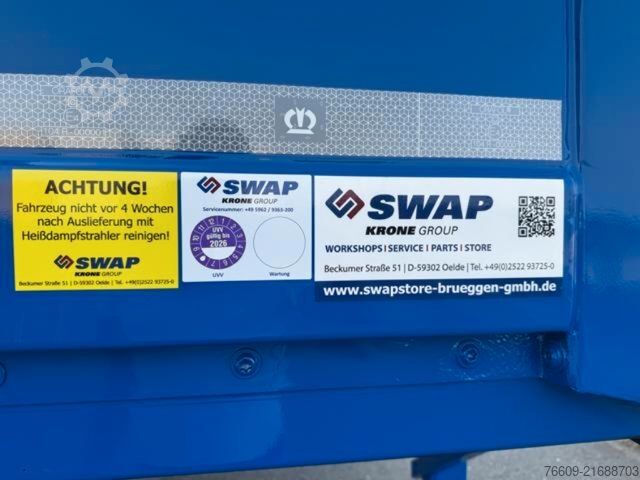 ACHTUNG!
Fahrzeug nicht vor 4 Wochen
nach Auslieferung mit
Heißdampfstrahler reinigen!
SWAP
KRONE GROUP
Beckumer Straße 51 | D-59302 Oelde | Tel. +49(0)2522 93725-0
SWAP
KRONE GROUP
Servicenummer: +49 5962 / 9363-200
UVV
gültig bis
2026
UVV
Wartung
SWAP
KRONE GROUP
WORKSHOPS | SERVICE | PARTS | STORE
Beckumer Straße 51 | D-59302 Oelde | Tel. +49(0)2522 93725-0
www.swapstore-brueggen-gmbh.de
76609-21688703